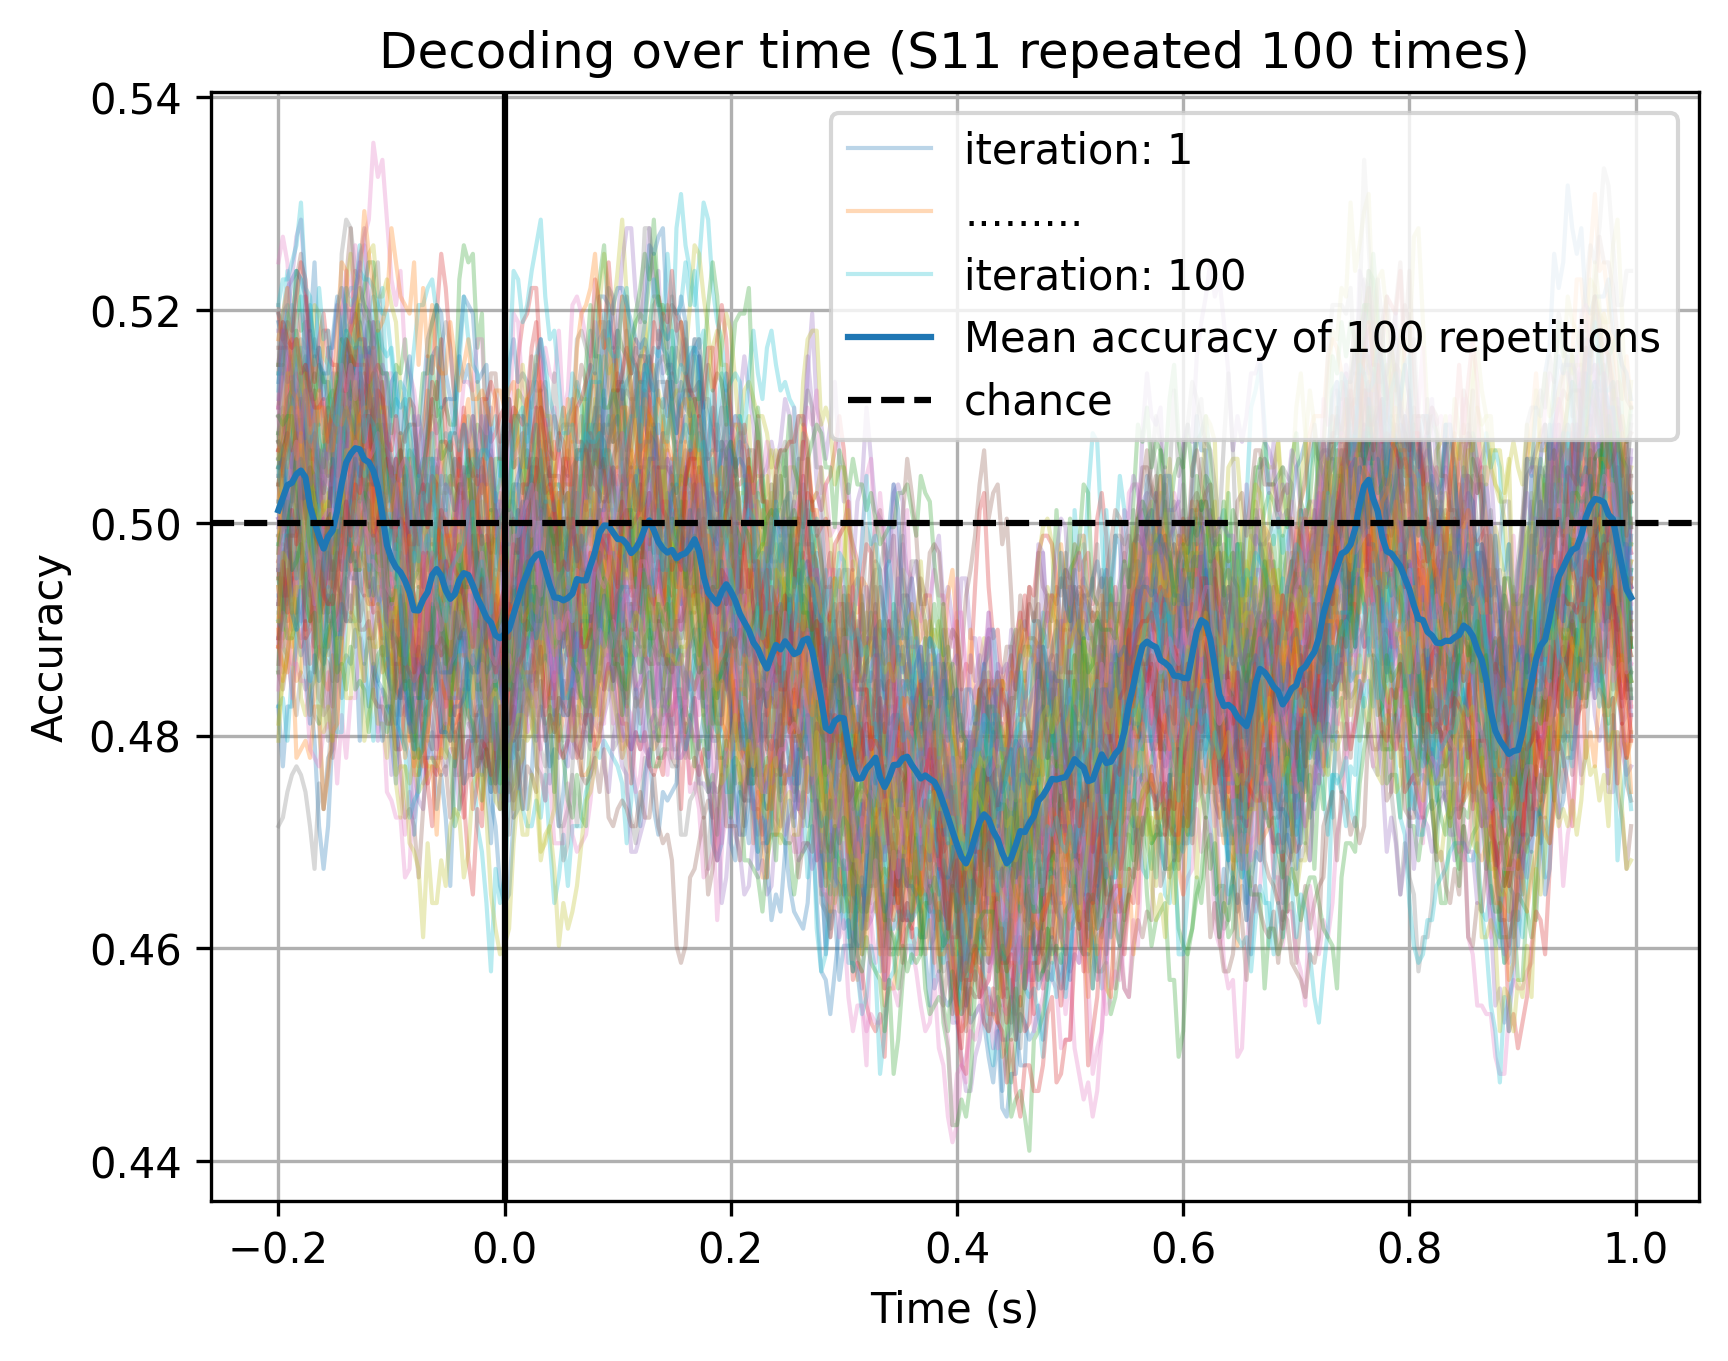 Decoding over time (S11 repeated 100 times)
0.54
0.52
0.50
0.48
0.46
0.44
Accuracy
iteration: 1
.........
iteration: 100
Mean accuracy of 100 repetitions
chance
−0.2
0.0
0.2
0.4
0.6
0.8
1.0
Time (s)